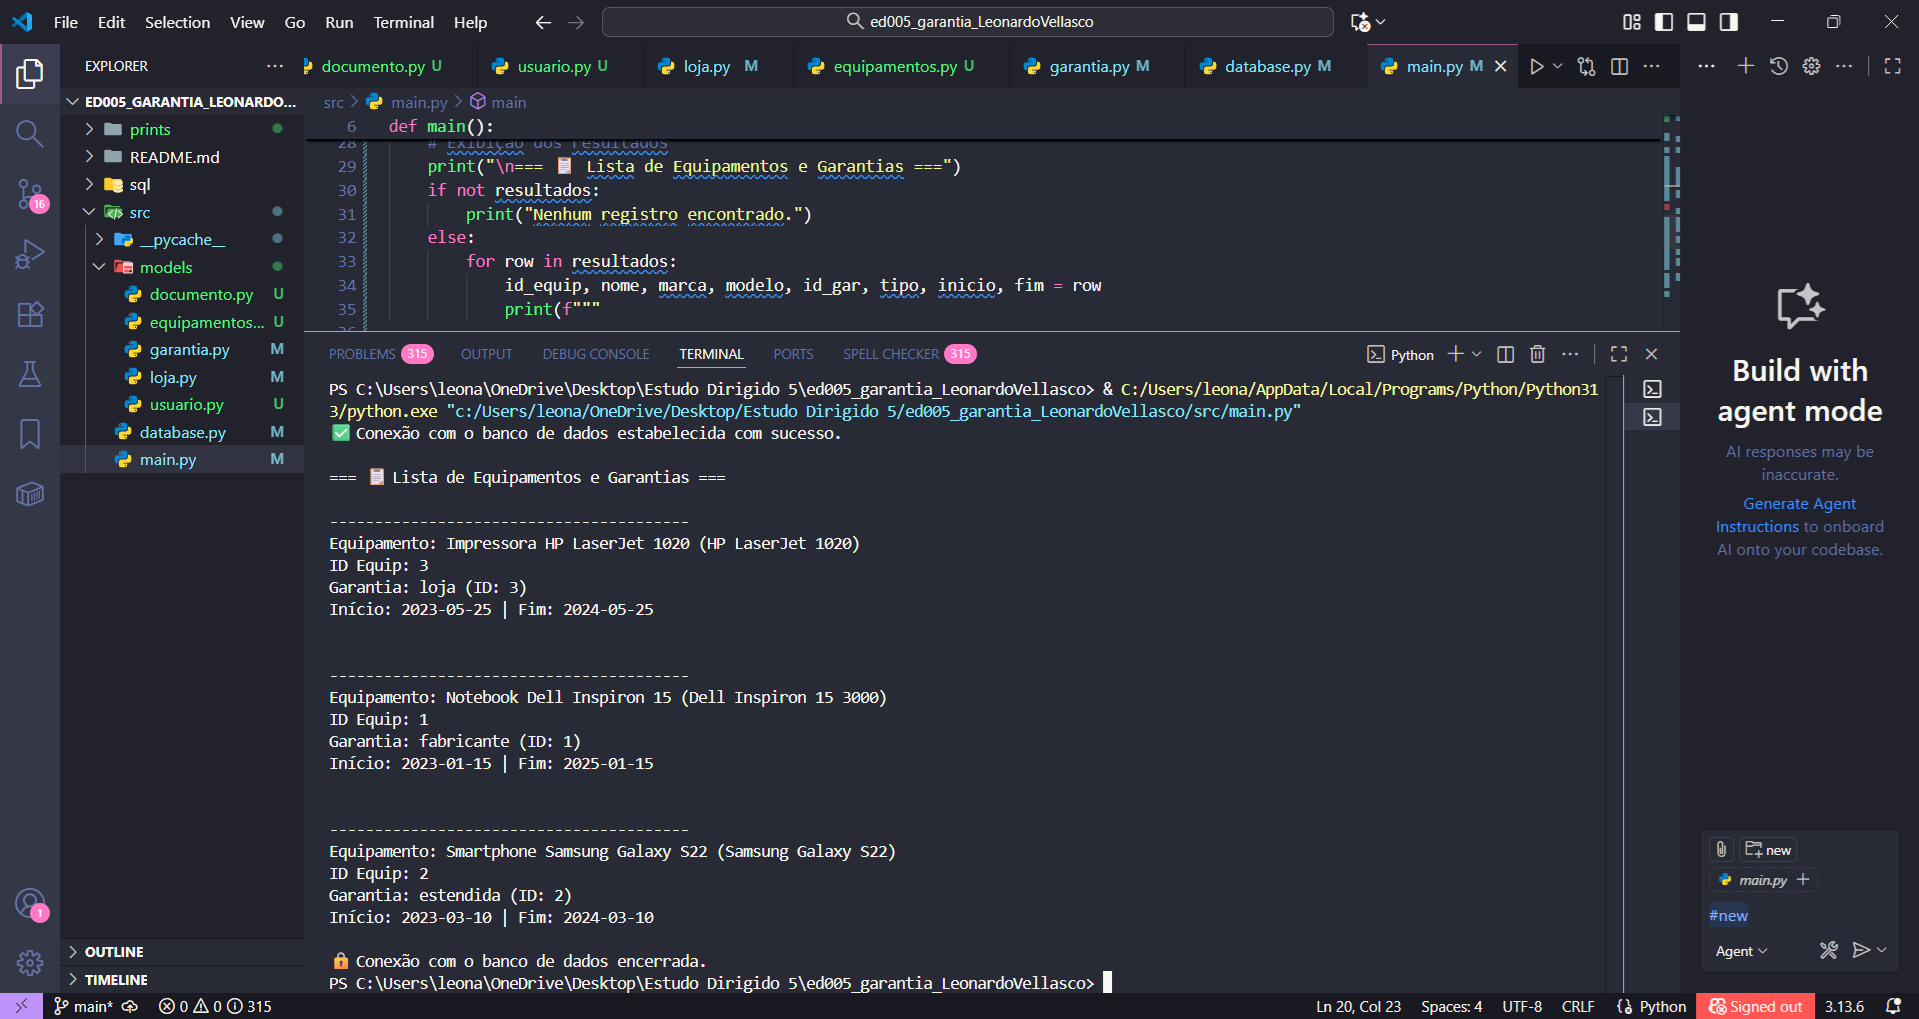 File Edit Selection View Go Run Terminal Help
ed005_garantia_LeonardoVellasco
EXPLORER
documento.py U
usuario.py U
loja.py M
equipamentos.py U
garantia.py M
database.py M
main.py M
ED005_GARANTIA_LEONARDO...
prints
README.md
sql
src
__pycache__
models
documento.py U
equipamentos... U
garantia.py M
loja.py M
usuario.py U
database.py M
main.py M
OUTLINE
TIMELINE
16
1
src > main.py > main
6 def main():
28 # Exibição dos resultados
29 print("\n=== 📋 Lista de Equipamentos e Garantias ===")
30 if not resultados:
31 print("Nenhum registro encontrado.")
32 else:
33 for row in resultados:
34 id_equip, nome, marca, modelo, id_gar, tipo, inicio, fim = row
35 print(f"""
PROBLEMS 315 OUTPUT DEBUG CONSOLE TERMINAL PORTS SPELL CHECKER 315
Python
PS C:\Users\leona\OneDrive\Desktop\Estudo Dirigido 5\ed005_garantia_LeonardoVellasco> & C:/Users/leona/AppData/Local/Programs/Python/Python31
3/python.exe "c:/Users/leona/OneDrive/Desktop/Estudo Dirigido 5/ed005_garantia_LeonardoVellasco/src/main.py"
✅ Conexão com o banco de dados estabelecida com sucesso.
=== 📋 Lista de Equipamentos e Garantias ===
----------------------------------------
Equipamento: Impressora HP LaserJet 1020 (HP LaserJet 1020)
ID Equip: 3
Garantia: loja (ID: 3)
Início: 2023-05-25 | Fim: 2024-05-25
----------------------------------------
Equipamento: Notebook Dell Inspiron 15 (Dell Inspiron 15 3000)
ID Equip: 1
Garantia: fabricante (ID: 1)
Início: 2023-01-15 | Fim: 2025-01-15
----------------------------------------
Equipamento: Smartphone Samsung Galaxy S22 (Samsung Galaxy S22)
ID Equip: 2
Garantia: estendida (ID: 2)
Início: 2023-03-10 | Fim: 2024-03-10
🔒 Conexão com o banco de dados encerrada.
PS C:\Users\leona\OneDrive\Desktop\Estudo Dirigido 5\ed005_garantia_LeonardoVellasco>
Build with
agent mode
AI responses may be
inaccurate.
Generate Agent
Instructions to onboard
AI onto your codebase.
new
main.py
#new
Agent
main* 0 0 315
Ln 20, Col 23 Spaces: 4 UTF-8 CRLF Python Signed out 3.13.6